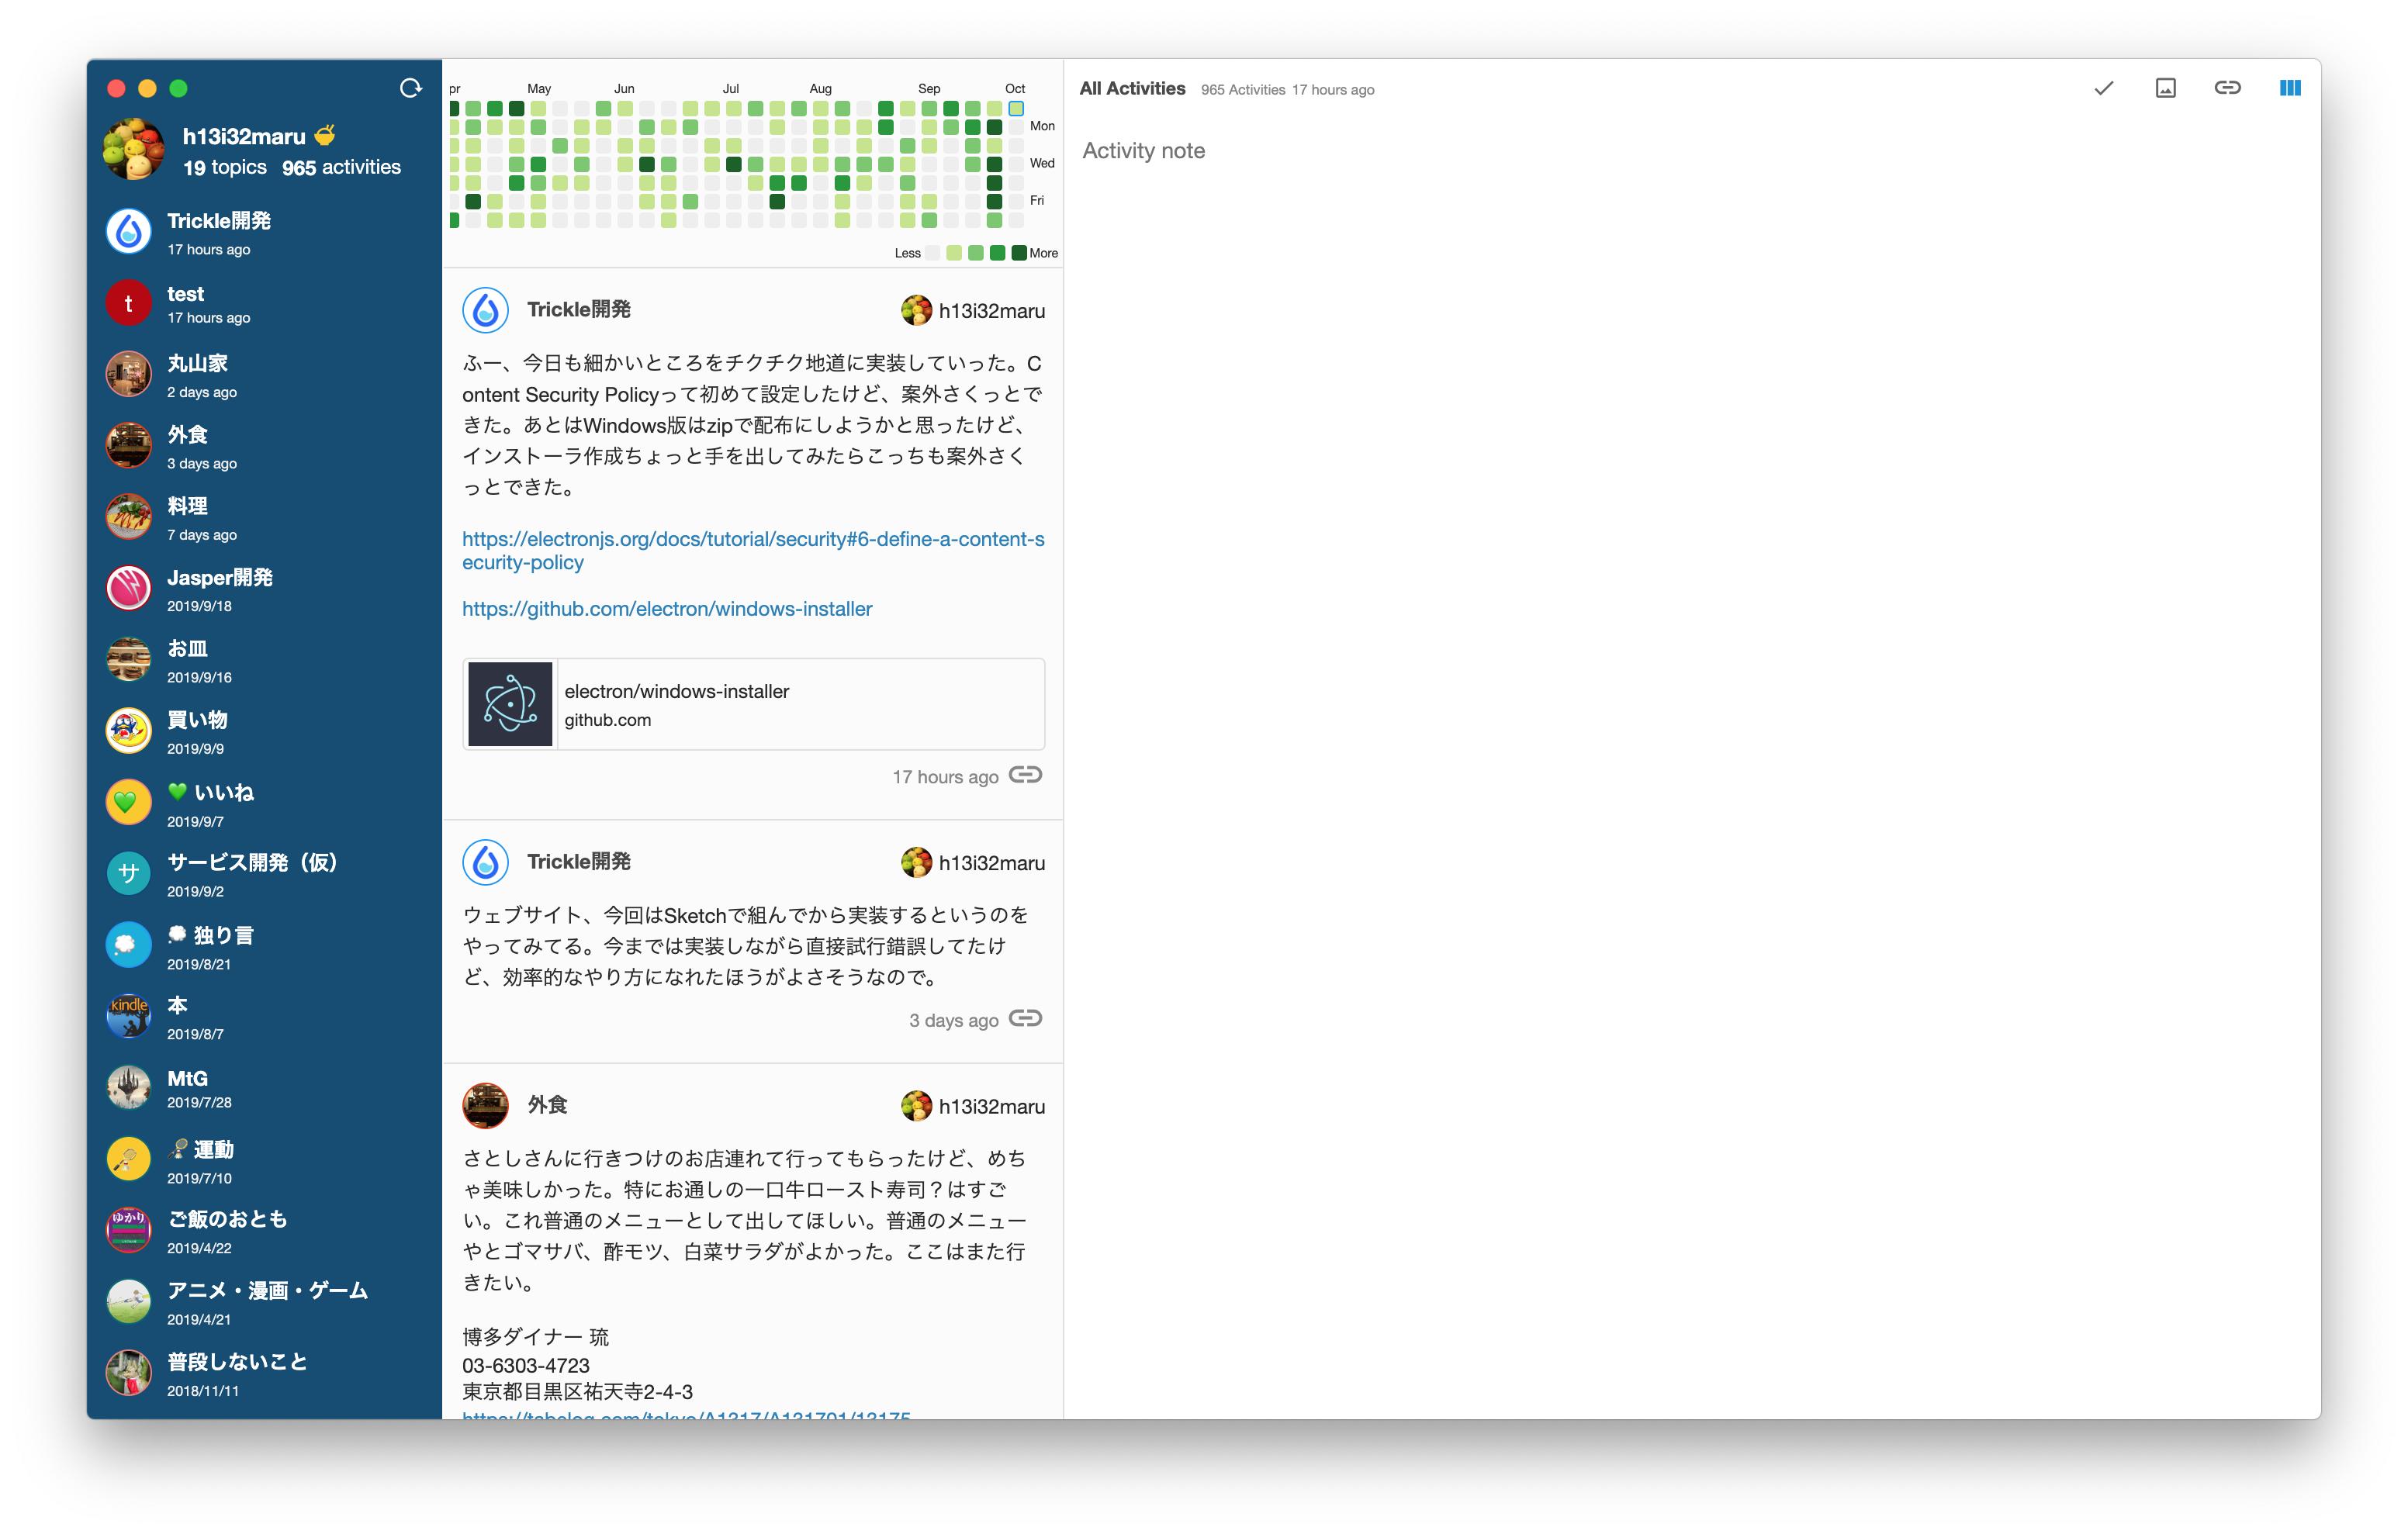 h13i32maru
19 topics 965 activities
Trickle開発
17 hours ago
t
test
17 hours ago
丸山家
2 days ago
外食
3 days ago
料理
7 days ago
Jasper開発
2019/9/18
お皿
2019/9/16
買い物
2019/9/9
💚 いいね
2019/9/7
サ
サービス開発（仮）
2019/9/2
独り言
2019/8/21
kindle
本
2019/8/7
MtG
2019/7/28
運動
2019/7/10
ゆかり
ご飯のおとも
2019/4/22
アニメ・漫画・ゲーム
2019/4/21
普段しないこと
2018/11/11
pr May Jun Jul Aug Sep Oct
Mon
Wed
Fri
Less More
Trickle開発 h13i32maru
ふー、今日も細かいところをチクチク地道に実装していった。C
ontent Security Policyって初めて設定したけど、案外さくっとで
きた。あとはWindows版はzipで配布にしようかと思ったけど、
インストーラ作成ちょっと手を出してみたらこっちも案外さく
っとできた。
https://electronjs.org/docs/tutorial/security#6-define-a-content-s
ecurity-policy
https://github.com/electron/windows-installer
electron/windows-installer
github.com
17 hours ago
Trickle開発 h13i32maru
ウェブサイト、今回はSketchで組んでから実装するというのを
やってみてる。今までは実装しながら直接試行錯誤してたけ
ど、効率的なやり方になれたほうがよさそうなので。
3 days ago
外食 h13i32maru
さとしさんに行きつけのお店連れて行ってもらったけど、めち
ゃ美味しかった。特にお通しの一口牛ロースト寿司？はすご
い。これ普通のメニューとして出してほしい。普通のメニュー
やとゴマサバ、酢モツ、白菜サラダがよかった。ここはまた行
きたい。
博多ダイナー 琉
03-6303-4723
東京都目黒区祐天寺2-4-3
https://tabelog.com/tokyo/A1317/A131701/13175
All Activities 965 Activities 17 hours ago
Activity note